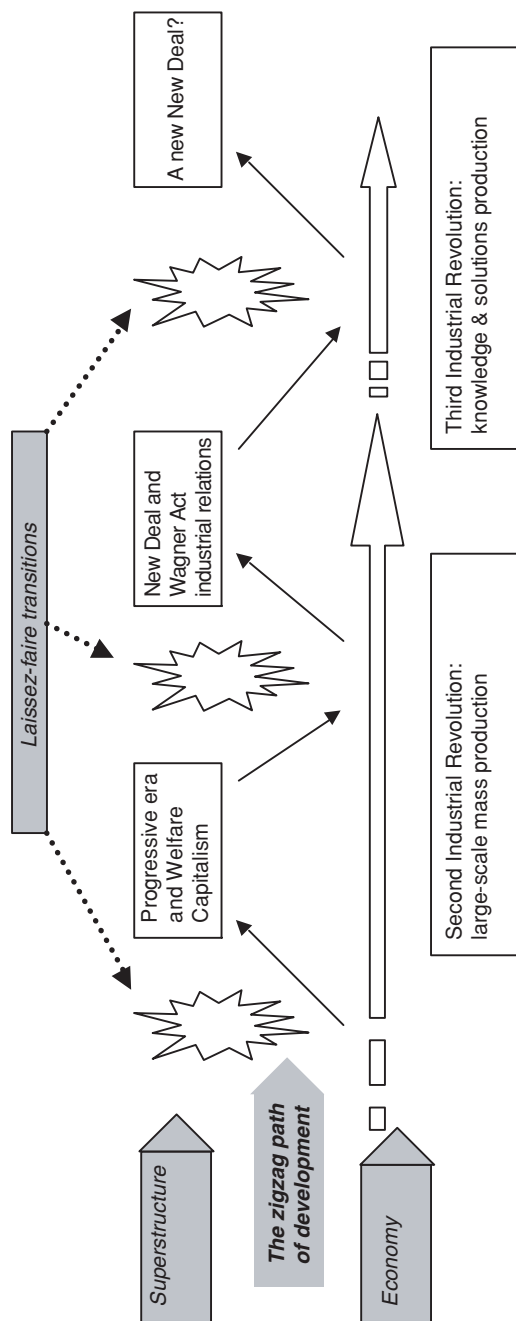 Laissez-faire transitions
Superstructure
Progressive era
and Welfare
Capitalism
New Deal and
Wagner Act
industrial relations
A new New Deal?
The zigzag path
of development
Economy
Second Industrial Revolution:
large-scale mass production
Third Industrial Revolution:
knowledge & solutions production